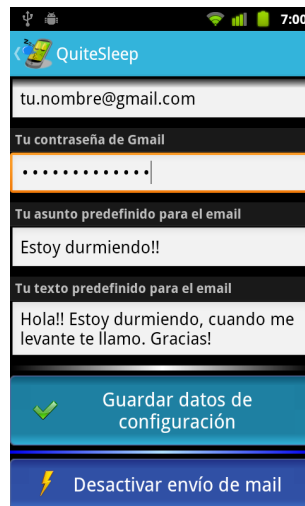 7:00
QuiteSleep
tu.nombre@gmail.com
Tu contraseña de Gmail
•••••••••••••
Tu asunto predefinido para el email
Estoy durmiendo!!
Tu texto predefinido para el email
Hola!! Estoy durmiendo, cuando me
levante te llamo. Gracias!
Guardar datos de
configuración
Desactivar envío de mail